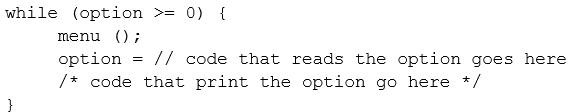 while (option >= 0) {
menu ();
option = // code that reads the option goes here
/* code that print the option go here */
}